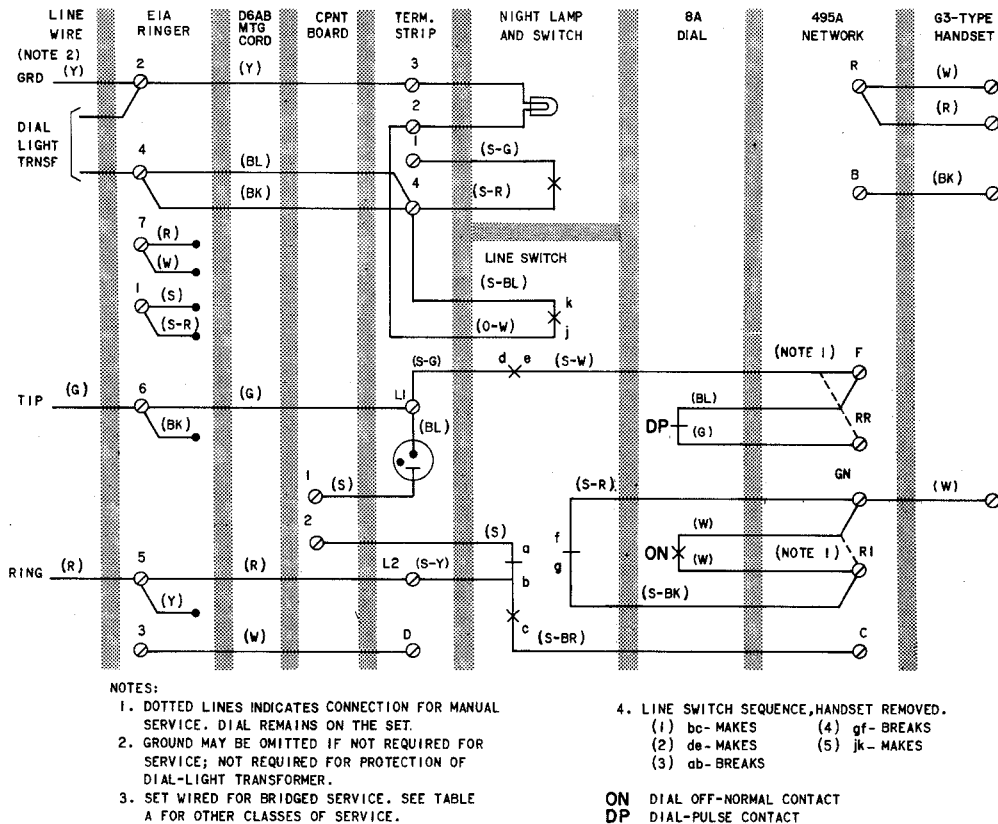 LINE WIRE
EIA RINGER
D6AB MTG CORD
CPNT BOARD
TERM. STRIP
NIGHT LAMP AND SWITCH
8A DIAL
495A NETWORK
G3-TYPE HANDSET
(NOTE 2)
GRD (Y) 2 (Y) 3 R (W)
2 (R)
DIAL LIGHT TRNSF
1 (S-G)
4 (BL) 4 (S-R) B (BK)
(BK)
7 (R)
(W)
LINE SWITCH
(S-BL)
1 (S) k
(S-R) (O-W) j
(S-G) d e (S-W) (NOTE 1) F
TIP (G) 6 (G) L1 (BL) RR
(BK) (BL) DP (G)
1 (S) (S-R) GN (W)
2 (S) a f (W)
ON (W) (NOTE 1) R1
RING (R) 5 (R) L2 (S-Y) b g
(Y) c (S-BK)
3 (W) D (S-BR) C
NOTES:
1. DOTTED LINES INDICATES CONNECTION FOR MANUAL
SERVICE. DIAL REMAINS ON THE SET.
2. GROUND MAY BE OMITTED IF NOT REQUIRED FOR
SERVICE; NOT REQUIRED FOR PROTECTION OF
DIAL-LIGHT TRANSFORMER.
3. SET WIRED FOR BRIDGED SERVICE. SEE TABLE
A FOR OTHER CLASSES OF SERVICE.
4. LINE SWITCH SEQUENCE, HANDSET REMOVED.
(1) bc- MAKES (4) gf- BREAKS
(2) de- MAKES (5) jk- MAKES
(3) ab- BREAKS
ON DIAL OFF-NORMAL CONTACT
DP DIAL-PULSE CONTACT